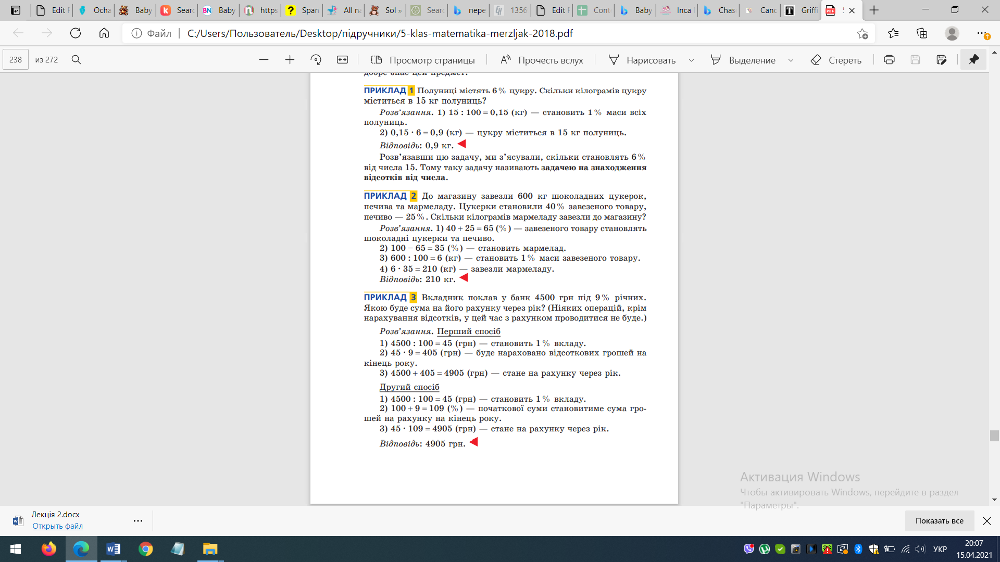 Edit
Ocha
Baby
Searc
Baby
https
Span
All na
Sol »
Searc
пере
1356
Edit
Cont
Baby
Inca
Chas
Canc
Griffi
Файл
C:/Users/Пользователь/Desktop/підручники/5-klas-matematika-merzljak-2018.pdf
238 из 272
Просмотр страницы
Прочесть вслух
Нарисовать
Выделение
Стереть
добре знає цей предмет.
ПРИКЛАД 1 Полуниці містять 6 % цукру. Скільки кілограмів цукру
міститься в 15 кг полуниць?
Розв’язання. 1) 15 : 100 = 0,15 (кг) — становить 1 % маси всіх
полуниць.
2) 0,15 · 6 = 0,9 (кг) — цукру міститься в 15 кг полуниць.
Відповідь: 0,9 кг.
Розв’язавши цю задачу, ми з’ясували, скільки становлять 6 %
від числа 15. Тому таку задачу називають задачею на знаходження
відсотків від числа.
ПРИКЛАД 2 До магазину завезли 600 кг шоколадних цукерок,
печива та мармеладу. Цукерки становили 40 % завезеного товару,
печиво — 25 %. Скільки кілограмів мармеладу завезли до магазину?
Розв’язання. 1) 40 + 25 = 65 (%) — завезеного товару становлять
шоколадні цукерки та печиво.
2) 100 − 65 = 35 (%) — становить мармелад.
3) 600 : 100 = 6 (кг) — становить 1 % маси завезеного товару.
4) 6 · 35 = 210 (кг) — завезли мармеладу.
Відповідь: 210 кг.
ПРИКЛАД 3 Вкладник поклав у банк 4500 грн під 9 % річних.
Якою буде сума на його рахунку через рік? (Ніяких операцій, крім
нарахування відсотків, у цей час з рахунком проводитися не буде.)
Розв’язання. Перший спосіб
1) 4500 : 100 = 45 (грн) — становить 1 % вкладу.
2) 45 · 9 = 405 (грн) — буде нараховано відсоткових грошей на
кінець року.
3) 4500 + 405 = 4905 (грн) — стане на рахунку через рік.
Другий спосіб
1) 4500 : 100 = 45 (грн) — становить 1 % вкладу.
2) 100 + 9 = 109 (%) — початкової суми становитиме сума гро-
шей на рахунку на кінець року.
3) 45 · 109 = 4905 (грн) — стане на рахунку через рік.
Відповідь: 4905 грн.
Активация Windows
Чтобы активировать Windows, перейдите в раздел
"Параметры".
Лекція 2.docx
Открыть файл
Показать все
УКР
20:07
15.04.2021